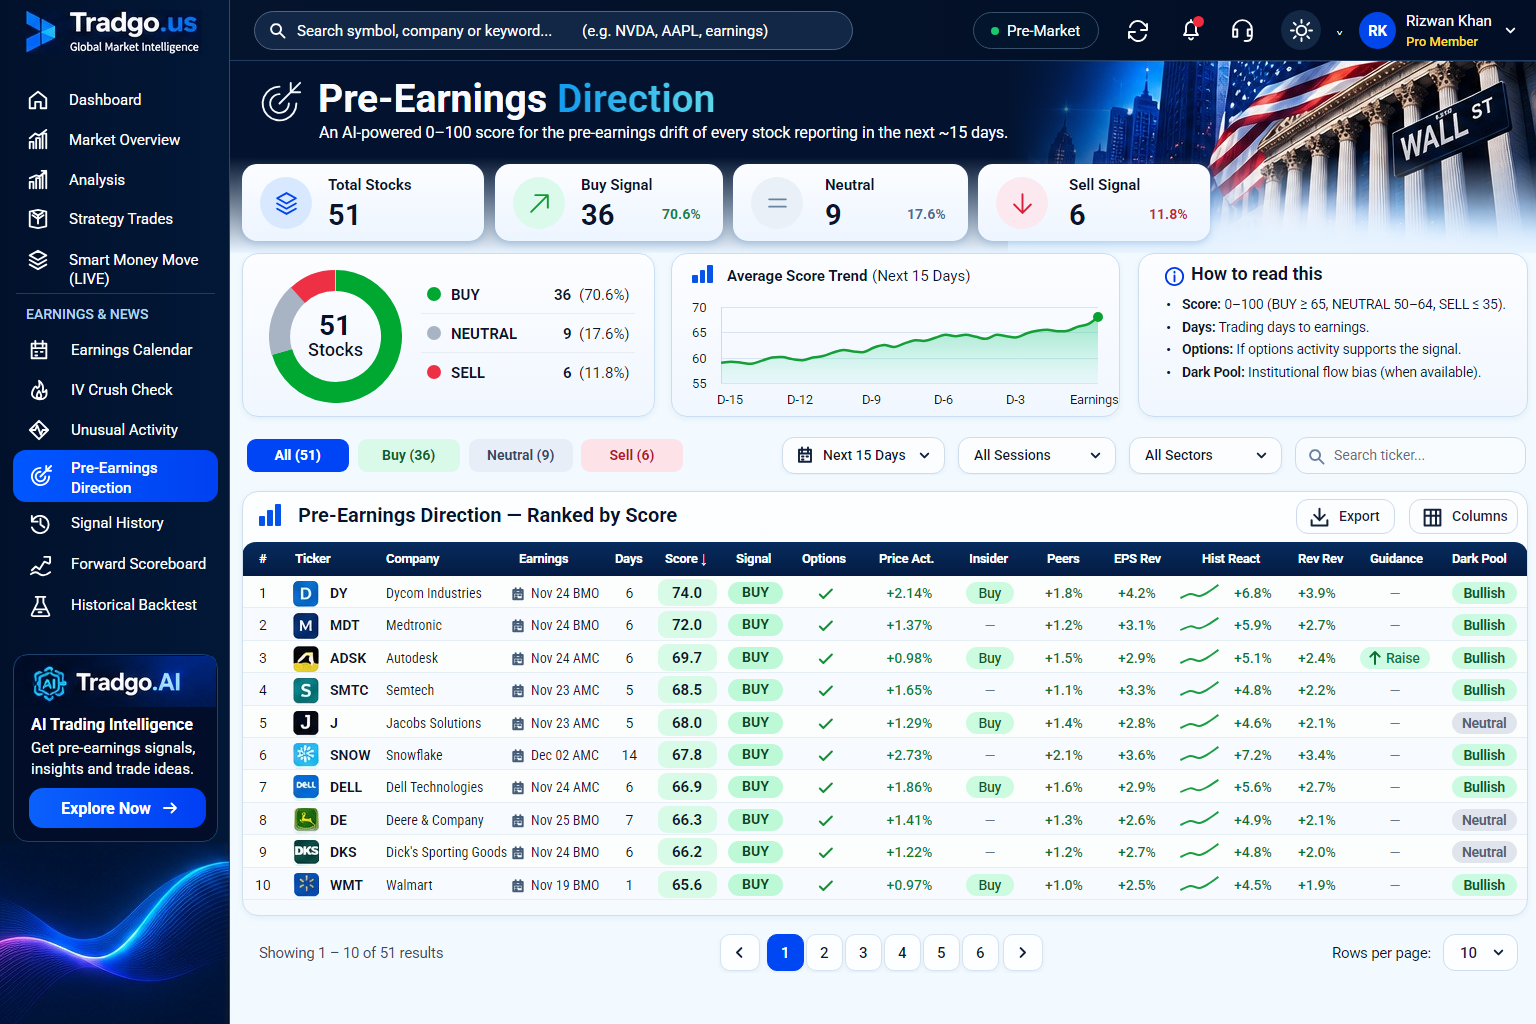 Tradgo.us
Global Market Intelligence
Search symbol, company or keyword... (e.g. NVDA, AAPL, earnings)
Pre-Market
RK
Rizwan Khan
Pro Member
Dashboard
Market Overview
Analysis
Strategy Trades
Smart Money Move
(LIVE)
EARNINGS & NEWS
Earnings Calendar
IV Crush Check
Unusual Activity
Pre-Earnings
Direction
Signal History
Forward Scoreboard
Historical Backtest
AI Tradgo.AI
AI Trading Intelligence
Get pre-earnings signals,
insights and trade ideas.
Explore Now →
Pre-Earnings Direction
An AI-powered 0–100 score for the pre-earnings drift of every stock reporting in the next ~15 days.
WALL ST
Total Stocks
51
Buy Signal
36 70.6%
Neutral
9 17.6%
Sell Signal
6 11.8%
51
Stocks
BUY 36 (70.6%)
NEUTRAL 9 (17.6%)
SELL 6 (11.8%)
Average Score Trend (Next 15 Days)
70
65
60
55
D-15 D-12 D-9 D-6 D-3 Earnings
How to read this
• Score: 0–100 (BUY ≥ 65, NEUTRAL 50–64, SELL ≤ 35).
• Days: Trading days to earnings.
• Options: If options activity supports the signal.
• Dark Pool: Institutional flow bias (when available).
All (51) Buy (36) Neutral (9) Sell (6) Next 15 Days All Sessions All Sectors Search ticker...
Pre-Earnings Direction — Ranked by Score Export Columns
# Ticker Company Earnings Days Score ↓ Signal Options Price Act. Insider Peers EPS Rev Hist React Rev Rev Guidance Dark Pool
1 D DY Dycom Industries Nov 24 BMO 6 74.0 BUY ✓ +2.14% Buy +1.8% +4.2% +6.8% +3.9% — Bullish
2 M MDT Medtronic Nov 24 BMO 6 72.0 BUY ✓ +1.37% — +1.2% +3.1% +5.9% +2.7% — Bullish
3 ADSK Autodesk Nov 24 AMC 6 69.7 BUY ✓ +0.98% Buy +1.5% +2.9% +5.1% +2.4% ↑ Raise Bullish
4 S SMTC Semtech Nov 23 AMC 5 68.5 BUY ✓ +1.65% — +1.1% +3.3% +4.8% +2.2% — Bullish
5 J J Jacobs Solutions Nov 23 AMC 5 68.0 BUY ✓ +1.29% Buy +1.4% +2.8% +4.6% +2.1% — Neutral
6 SNOW Snowflake Dec 02 AMC 14 67.8 BUY ✓ +2.73% — +2.1% +3.6% +7.2% +3.4% — Bullish
7 DELL DELL Dell Technologies Nov 24 AMC 6 66.9 BUY ✓ +1.86% Buy +1.6% +2.9% +5.6% +2.7% — Bullish
8 DE Deere & Company Nov 25 BMO 7 66.3 BUY ✓ +1.41% — +1.3% +2.6% +4.9% +2.1% — Neutral
9 DKS DKS Dick's Sporting Goods Nov 24 BMO 6 66.2 BUY ✓ +1.22% — +1.2% +2.7% +4.8% +2.0% — Neutral
10 WMT Walmart Nov 19 BMO 1 65.6 BUY ✓ +0.97% Buy +1.0% +2.5% +4.5% +1.9% — Bullish
Showing 1 – 10 of 51 results
1 2 3 4 5 6
Rows per page: 10